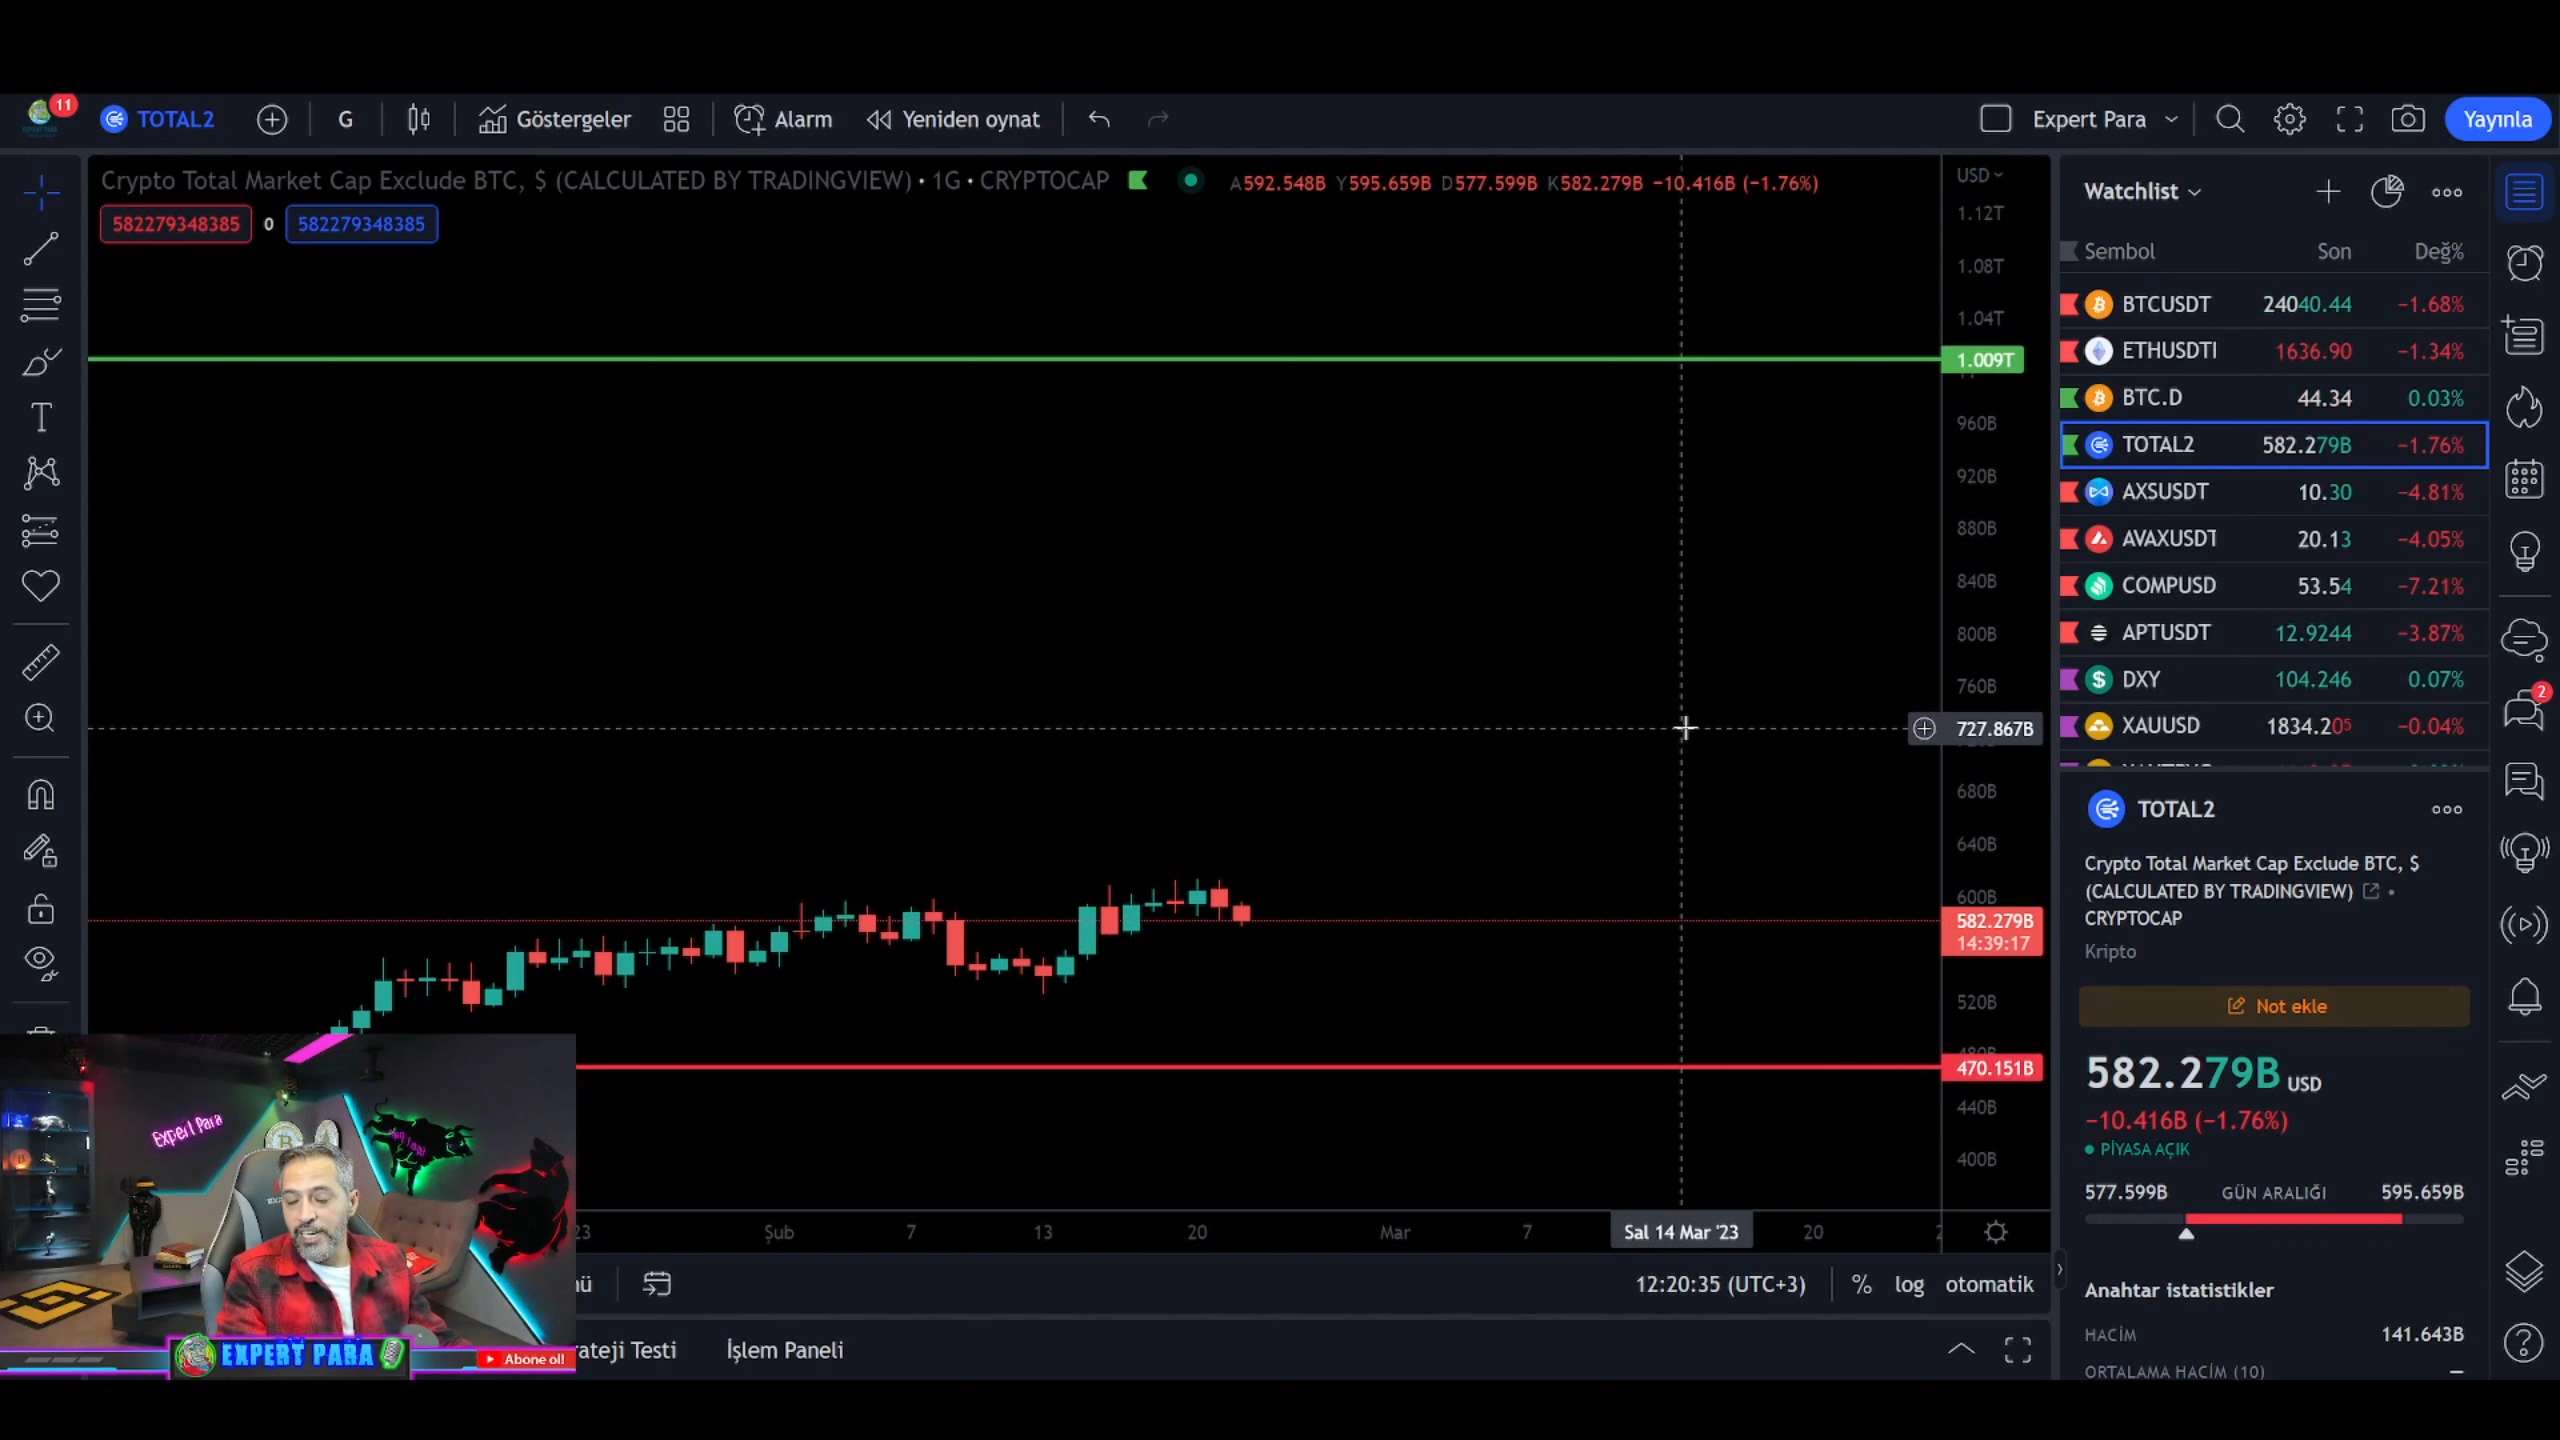 11
TOTAL2
G
Göstergeler
Alarm
Yeniden oynat
Expert Para
Yayınla
Crypto Total Market Cap Exclude BTC, $ (CALCULATED BY TRADINGVIEW) • 1G • CRYPTOCAP
A592.548B Y595.659B D577.599B K582.279B −10.416B (−1.76%)
582279348385 0 582279348385
USD
1.12T
1.08T
1.04T
1.009T
960B
920B
880B
840B
800B
760B
727.867B
680B
640B
600B
582.279B
14:39:17
520B
470.151B
440B
400B
23 Şub 7 13 20 Mar 7 Sal 14 Mar '23 20
12:20:35 (UTC+3) % log otomatik
İşlem Paneli
Watchlist
Sembol Son Değ%
BTCUSDT 24040.44 −1.68%
ETHUSDT 1636.90 −1.34%
BTC.D 44.34 0.03%
TOTAL2 582.279B −1.76%
AXSUSDT 10.30 −4.81%
AVAXUSDT 20.13 −4.05%
COMPUSD 53.54 −7.21%
APTUSDT 12.9244 −3.87%
DXY 104.246 0.07%
XAUUSD 1834.205 −0.04%
2
TOTAL2
Crypto Total Market Cap Exclude BTC, $
(CALCULATED BY TRADINGVIEW) •
CRYPTOCAP
Kripto
Not ekle
582.279B USD
−10.416B (−1.76%)
PİYASA AÇIK
577.599B GÜN ARALIĞI 595.659B
Anahtar istatistikler
HACİM 141.643B
ORTALAMA HACİM (10) —
Expert Para
EXPERT PARA
Abone ol!